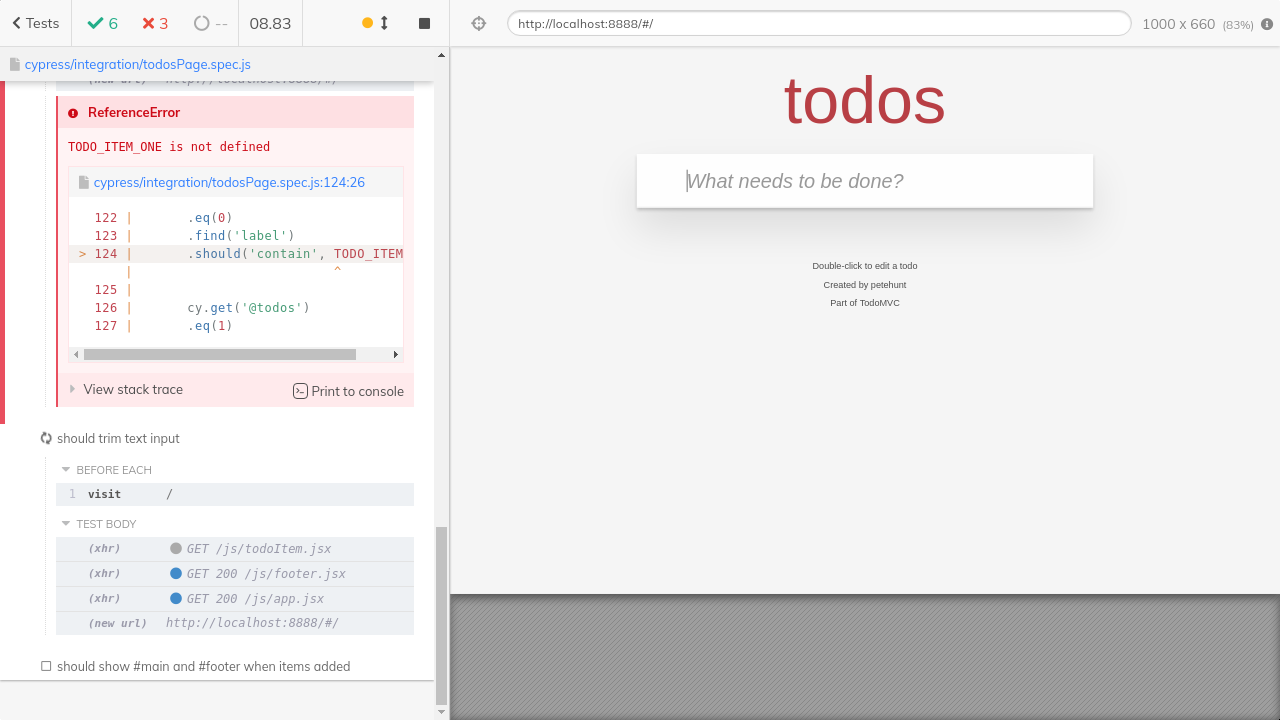 Tests 6 3 -- 08.83
cypress/integration/todosPage.spec.js
(new url) http://localhost:8888/#/
ReferenceError
TODO_ITEM_ONE is not defined
cypress/integration/todosPage.spec.js:124:26
122 | .eq(0)
123 | .find('label')
> 124 | .should('contain', TODO_ITEM
| ^
125 |
126 | cy.get('@todos')
127 | .eq(1)
View stack trace Print to console
should trim text input
BEFORE EACH
1 visit /
TEST BODY
(xhr) GET /js/todoItem.jsx
(xhr) GET 200 /js/footer.jsx
(xhr) GET 200 /js/app.jsx
(new url) http://localhost:8888/#/
should show #main and #footer when items added
http://localhost:8888/#/ 1000 x 660 (83%)
todos
What needs to be done?
Double-click to edit a todo
Created by petehunt
Part of TodoMVC